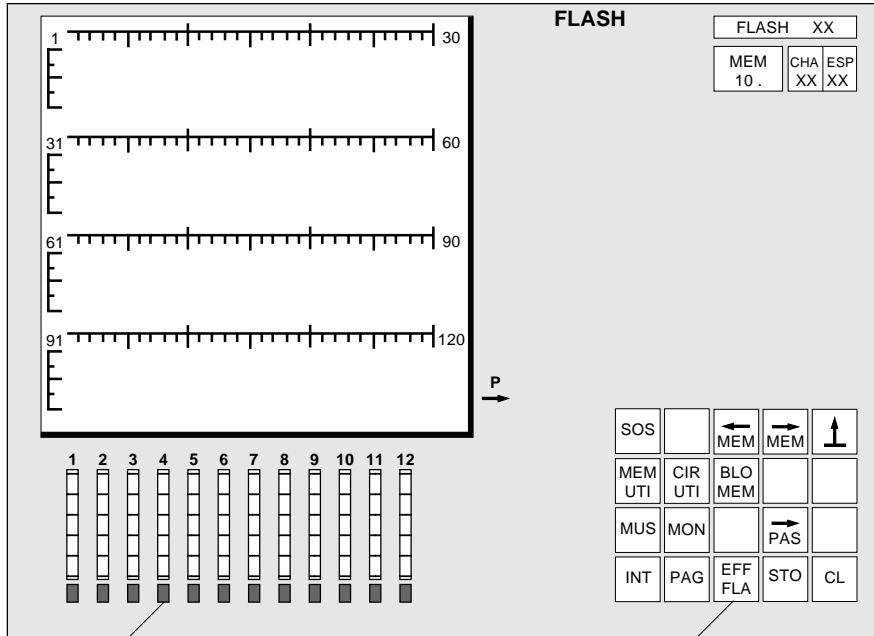 FLASH
FLASH XX
MEM 10 .
CHA XX
ESP XX
1 30
31 60
61 90
91 120
P
1 2 3 4 5 6 7 8 9 10 11 12
SOS MEM MEM
MEM UTI CIR UTI BLO MEM
MUS MON PAS
INT PAG EFF FLA STO CL